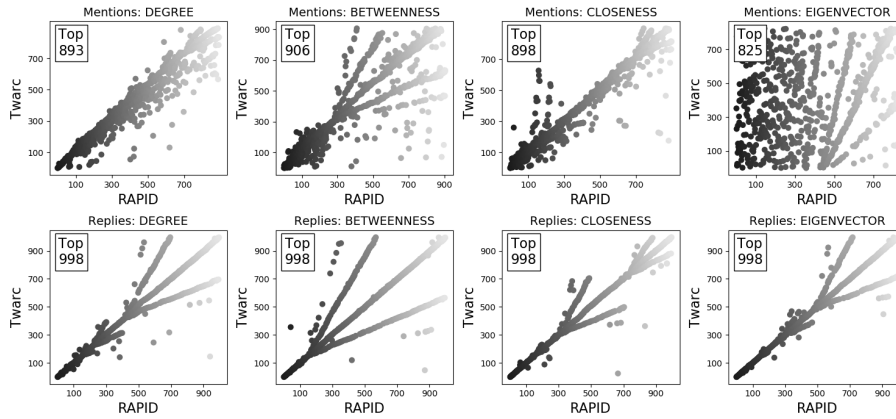 Mentions: DEGREE
Top
893
Twarc
700
500
300
100
100 300 500 700
RAPID
Mentions: BETWEENNESS
Top
906
Twarc
900
700
500
300
100
100 300 500 700 900
RAPID
Mentions: CLOSENESS
Top
898
Twarc
700
500
300
100
100 300 500 700
RAPID
Mentions: EIGENVECTOR
Top
825
Twarc
700
500
300
100
100 300 500 700
RAPID
Replies: DEGREE
Top
998
Twarc
900
700
500
300
100
100 300 500 700 900
RAPID
Replies: BETWEENNESS
Top
998
Twarc
900
700
500
300
100
100 300 500 700 900
RAPID
Replies: CLOSENESS
Top
998
Twarc
900
700
500
300
100
100 300 500 700 900
RAPID
Replies: EIGENVECTOR
Top
998
Twarc
900
700
500
300
100
100 300 500 700 900
RAPID